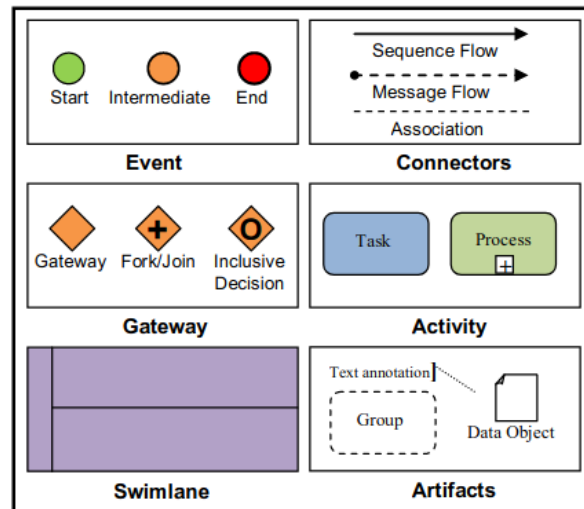 Start
Intermediate
End
Event
Sequence Flow
Message Flow
Association
Connectors
Gateway
Fork/Join
Inclusive
Decision
Gateway
Task
Process
Activity
Swimlane
Text annotation
Group
Data Object
Artifacts